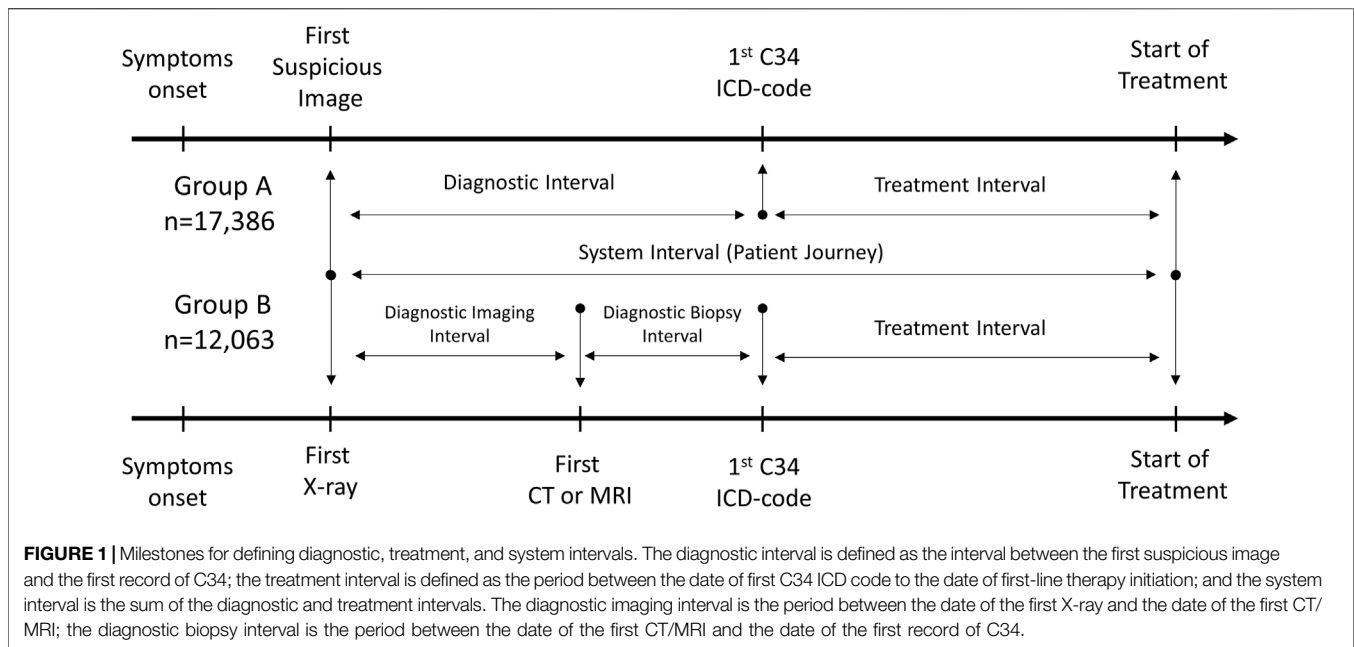 Symptoms
onset
First
Suspicious
Image
1st C34
ICD-code
Start of
Treatment
Group A
n=17,386
Diagnostic Interval
Treatment Interval
System Interval (Patient Journey)
Group B
n=12,063
Diagnostic Imaging
Interval
Diagnostic Biopsy
Interval
Treatment Interval
Symptoms
onset
First
X-ray
First
CT or MRI
1st C34
ICD-code
Start of
Treatment
FIGURE 1 | Milestones for defining diagnostic, treatment, and system intervals. The diagnostic interval is defined as the interval between the first suspicious image
and the first record of C34; the treatment interval is defined as the period between the date of first C34 ICD code to the date of first-line therapy initiation; and the system
interval is the sum of the diagnostic and treatment intervals. The diagnostic imaging interval is the period between the date of the first X-ray and the date of the first CT/
MRI; the diagnostic biopsy interval is the period between the date of the first CT/MRI and the date of the first record of C34.